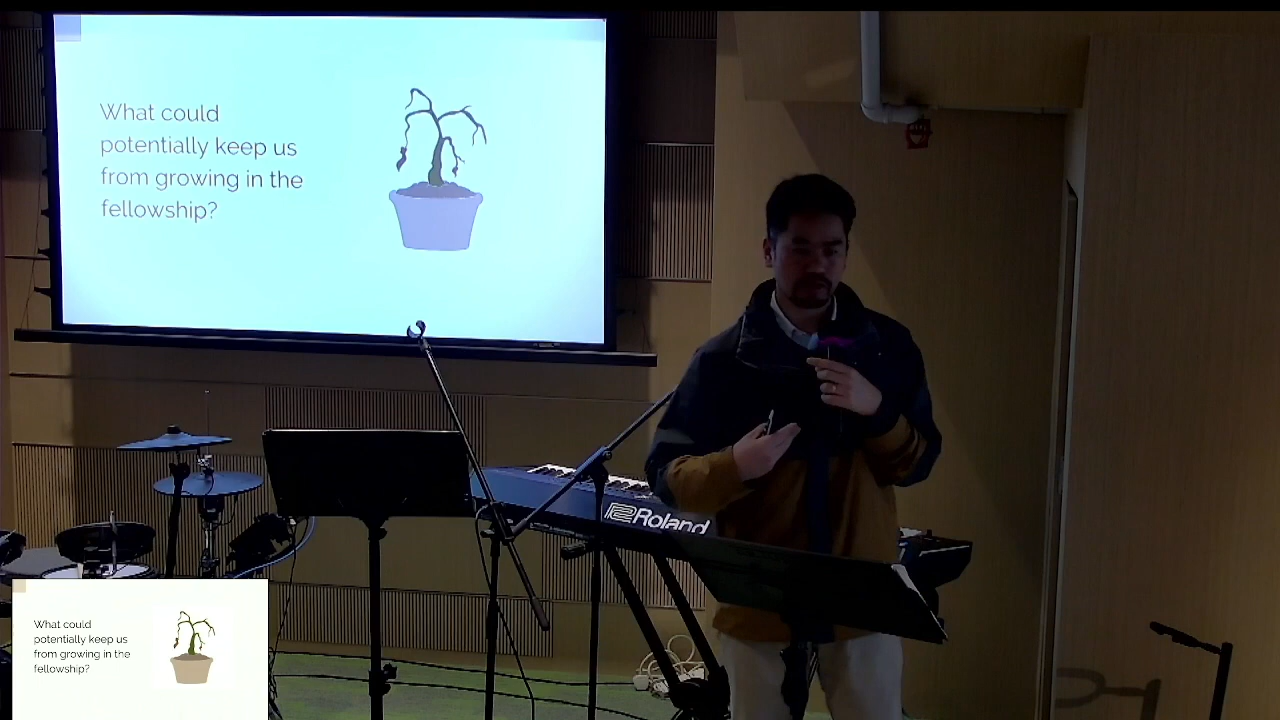 What could
potentially keep us
from growing in the
fellowship?
Roland
What could
potentially keep us
from growing in the
fellowship?